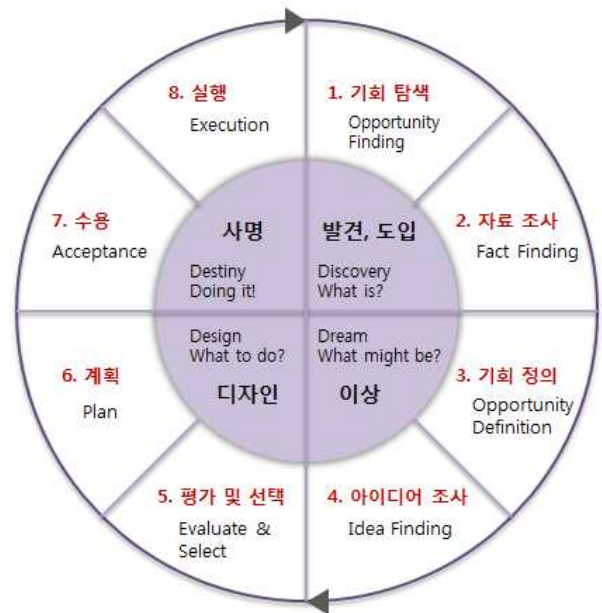 1. 기회 탐색
Opportunity
Finding
2. 자료 조사
Fact Finding
3. 기회 정의
Opportunity
Definition
4. 아이디어 조사
Idea Finding
5. 평가 및 선택
Evaluate &
Select
6. 계획
Plan
7. 수용
Acceptance
8. 실행
Execution
발견, 도입
Discovery
What is?
Dream
What might be?
이상
Design
What to do?
디자인
사명
Destiny
Doing it!